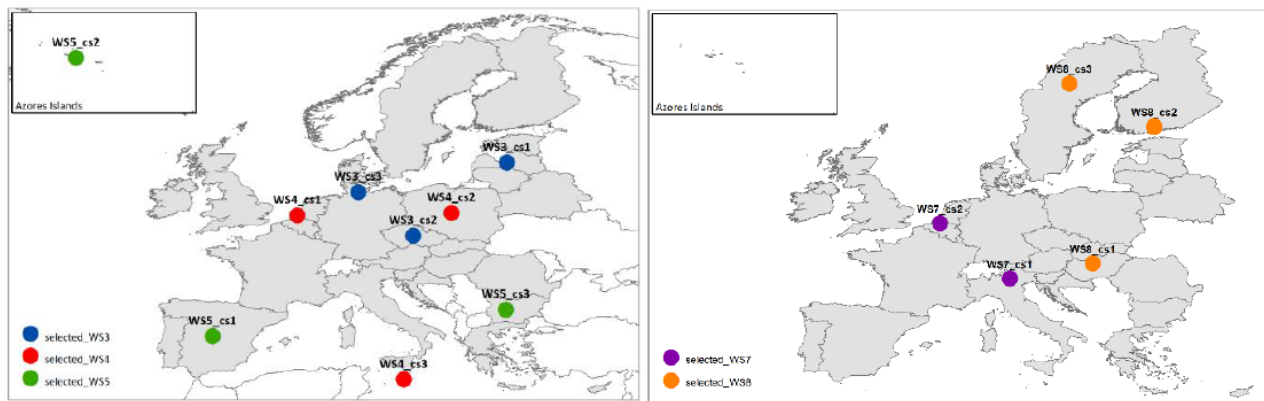 WS5_cs2
Azores Islands
WS3_cs1
WS3_cs3
WS4_cs1
WS4_cs2
WS3_cs2
WS5_cs3
WS5_cs1
WS4_cs3
selected_WS3
selected_WS4
selected_WS5
Azores Islands
WS8_cs3
WS8_cs2
WS7_cs2
WS8_cs1
WS7_cs1
selected_WS7
selected_WS8